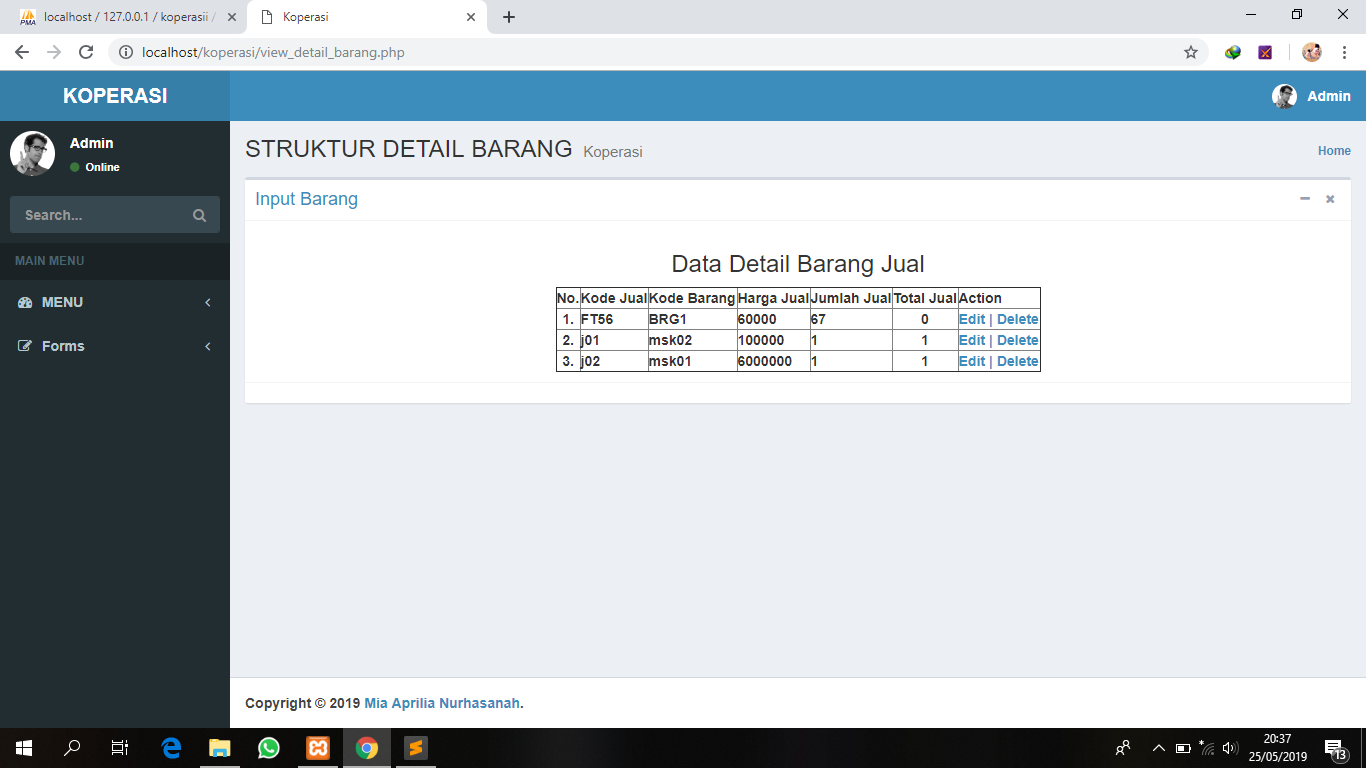 localhost / 127.0.0.1 / koperasii /
Koperasi
localhost/koperasi/view_detail_barang.php
KOPERASI
Admin
Admin
Online
Search...
MAIN MENU
MENU
Forms
STRUKTUR DETAIL BARANG Koperasi
Home
Input Barang
Data Detail Barang Jual
No. Kode Jual Kode Barang Harga Jual Jumlah Jual Total Jual Action
1. FT56 BRG1 60000 67 0 Edit | Delete
2. j01 msk02 100000 1 1 Edit | Delete
3. j02 msk01 6000000 1 1 Edit | Delete
Copyright © 2019 Mia Aprilia Nurhasanah.
20:37
25/05/2019
13
PMA